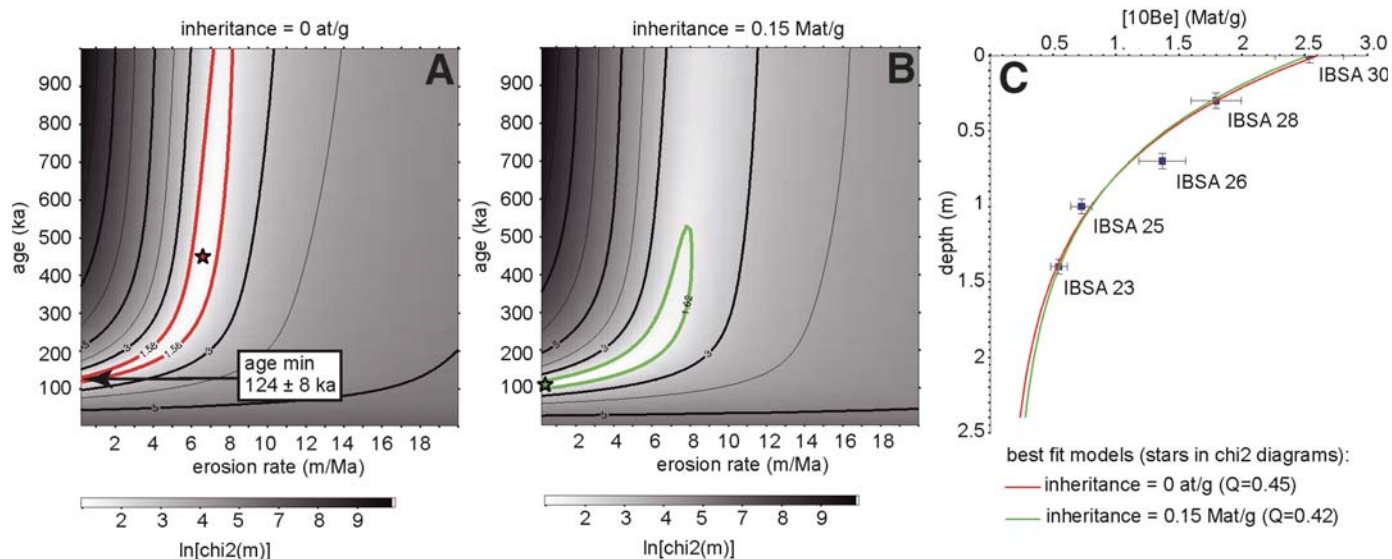 inheritance = 0 at/g
A
900
800
700
600
500
400
300
200
100
age (ka)
5
3
1.58
1.58
3
5
age min
124 ± 8 ka
2 4 6 8 10 12 14 16 18
erosion rate (m/Ma)
2 3 4 5 6 7 8 9
ln[chi2(m)]
inheritance = 0.15 Mat/g
B
900
800
700
600
500
400
300
200
100
age (ka)
5
3
1.62
3
5
2 4 6 8 10 12 14 16 18
erosion rate (m/Ma)
2 3 4 5 6 7 8 9
ln[chi2(m)]
[10Be] (Mat/g)
0.5 1. 1.5 2 2.5 3.0
C
0
0.5
1
1.5
2
2.5
depth (m)
IBSA 30
IBSA 28
IBSA 26
IBSA 25
IBSA 23
best fit models (stars in chi2 diagrams):
inheritance = 0 at/g (Q=0.45)
inheritance = 0.15 Mat/g (Q=0.42)